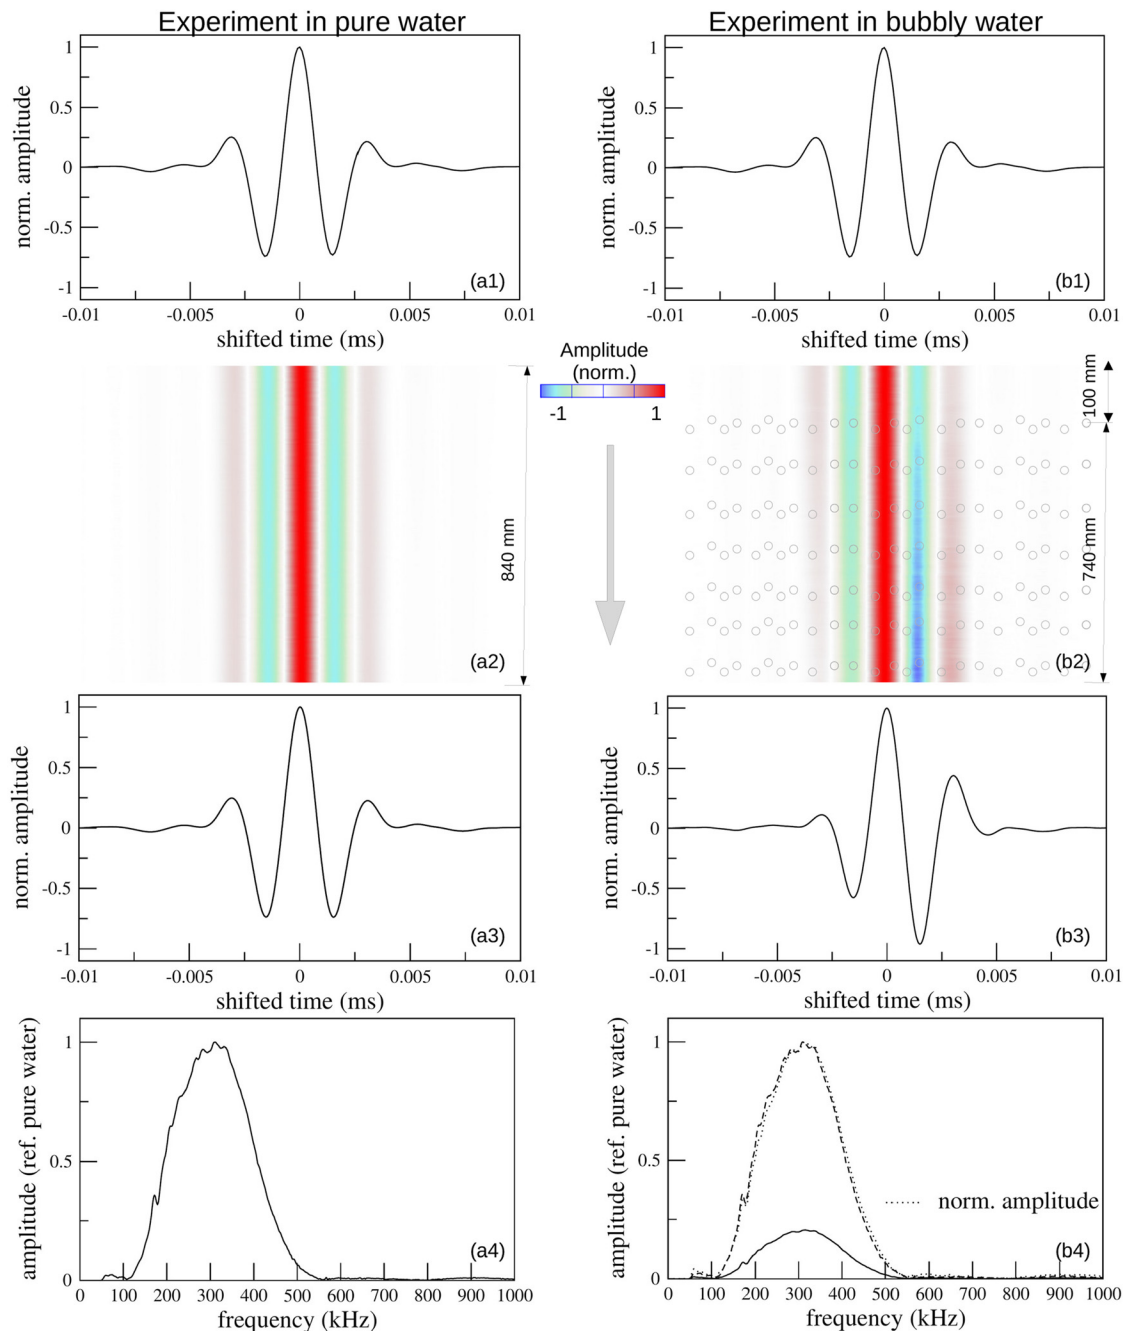 Experiment in pure water
Experiment in bubbly water
norm. amplitude
1
0.5
0
-0.5
-1
(a1)
-0.01
-0.005
0
0.005
0.01
shifted time (ms)
norm. amplitude
1
0.5
0
-0.5
-1
(b1)
-0.01
-0.005
0
0.005
0.01
shifted time (ms)
Amplitude
(norm.)
-1
1
840 mm
(a2)
100 mm
740 mm
(b2)
norm. amplitude
1
0.5
0
-0.5
-1
(a3)
-0.01
-0.005
0
0.005
0.01
shifted time (ms)
norm. amplitude
1
0.5
0
-0.5
-1
(b3)
-0.01
-0.005
0
0.005
0.01
shifted time (ms)
amplitude (ref. pure water)
1
0.5
0
(a4)
0
100
200
300
400
500
600
700
800
900
1000
frequency (kHz)
amplitude (ref. pure water)
1
0.5
0
norm. amplitude
(b4)
0
100
200
300
400
500
600
700
800
900
1000
frequency (kHz)